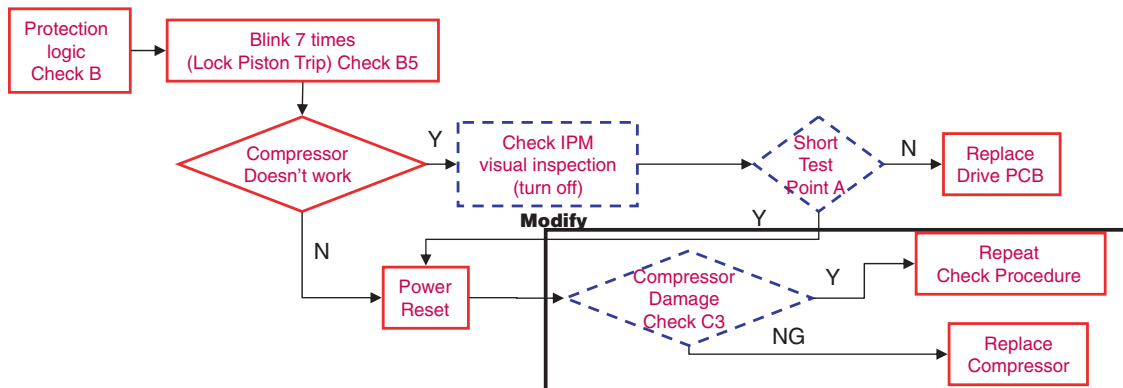 Protection
logic
Check B
Blink 7 times
(Lock Piston Trip) Check B5
Compressor
Doesn't work
Y
Check IPM
visual inspection
(turn off)
Short
Test
Point A
N
Replace
Drive PCB
Modify
Y
N
Power
Reset
Compressor
Damage
Check C3
Y
Repeat
Check Procedure
NG
Replace
Compressor